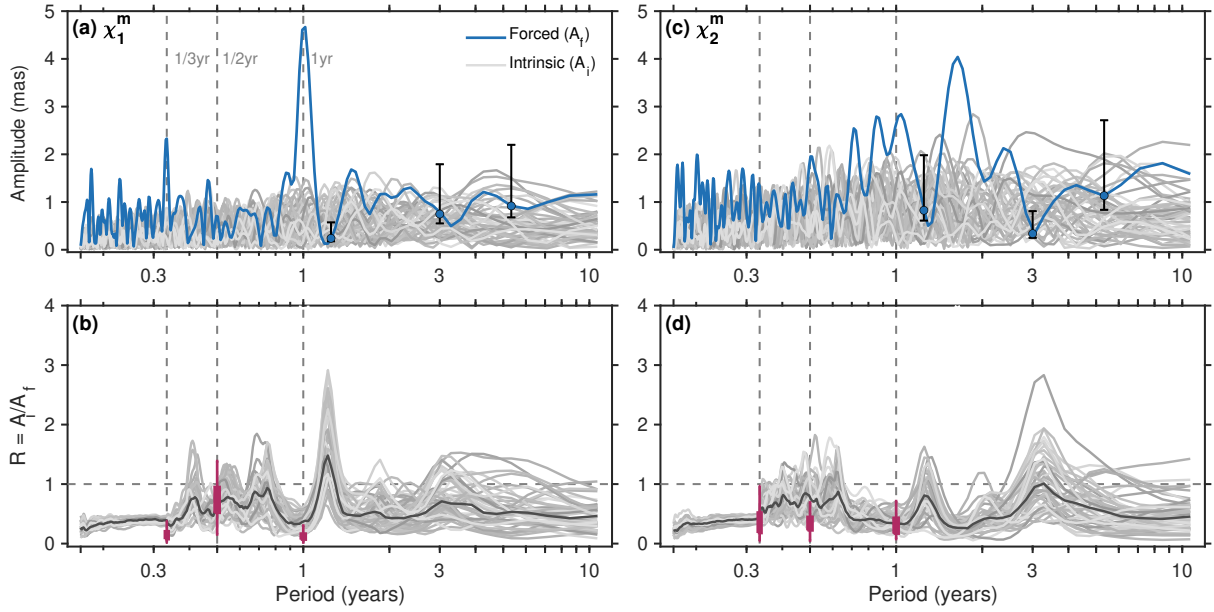 (a) χ₁ᵐ
(c) χ₂ᵐ
Forced (A_f)
Intrinsic (A_i)
1/3yr
1/2yr
1yr
Amplitude (mas)
5
4
3
2
1
0
5
4
3
2
1
0
0.3
1
3
10
0.3
1
3
10
(b)
(d)
R = A_i/A_f
4
3
2
1
0
4
3
2
1
0
0.3
1
3
10
0.3
1
3
10
Period (years)
Period (years)